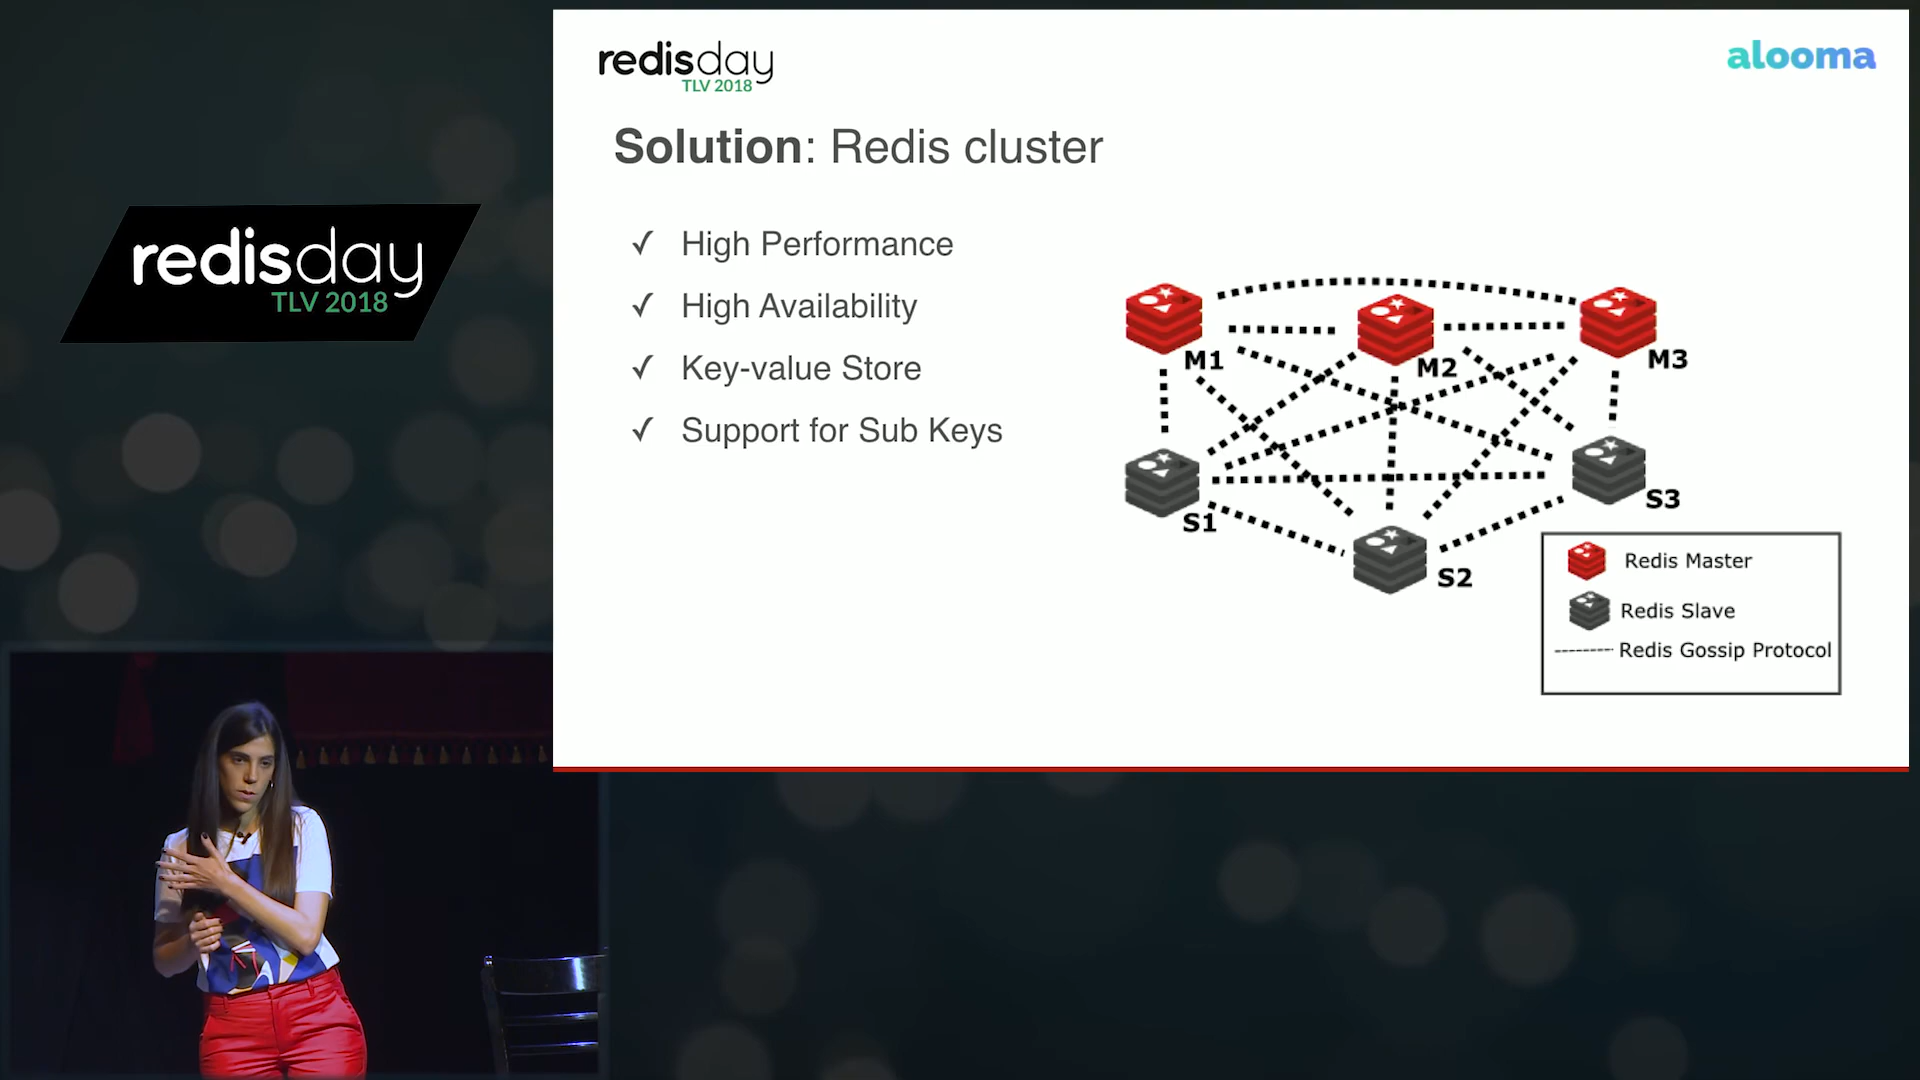 redisday
TLV 2018
redisday
TLV 2018
alooma
Solution: Redis cluster
✓ High Performance
✓ High Availability
✓ Key-value Store
✓ Support for Sub Keys
M1
M2
M3
S1
S2
S3
Redis Master
Redis Slave
Redis Gossip Protocol